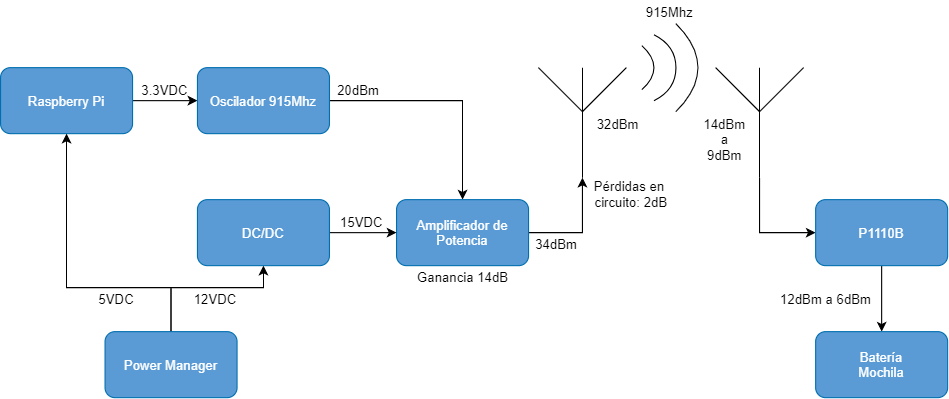 915Mhz
Raspberry Pi
3.3VDC
Oscilador 915Mhz
20dBm
32dBm
14dBm
a
9dBm
Pérdidas en
circuito: 2dB
DC/DC
15VDC
Amplificador de
Potencia
34dBm
Ganancia 14dB
P1110B
5VDC
12VDC
12dBm a 6dBm
Power Manager
Batería
Mochila